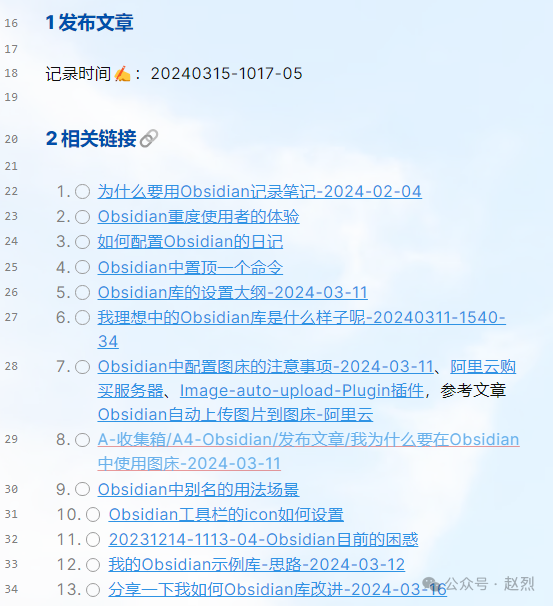 16 1 发布文章
17
18 记录时间✍️：20240315-1017-05
19
20 2 相关链接🔗
21
22 1. 为什么要用Obsidian记录笔记-2024-02-04
23 2. Obsidian重度使用者的体验
24 3. 如何配置Obsidian的日记
25 4. Obsidian中置顶一个命令
26 5. Obsidian库的设置大纲-2024-03-11
27 6. 我理想中的Obsidian库是什么样子呢-20240311-1540-
34
28 7. Obsidian中配置图床的注意事项-2024-03-11、阿里云购
买服务器、Image-auto-upload-Plugin插件，参考文章
Obsidian自动上传图片到图床-阿里云
29 8. A-收集箱/A4-Obsidian/发布文章/我为什么要在Obsidian
中使用图床-2024-03-11
30 9. Obsidian中别名的用法场景
31 10. Obsidian工具栏的icon如何设置
32 11. 20231214-1113-04-Obsidian目前的困惑
33 12. 我的Obsidian示例库-思路-2024-03-12
34 13. 分享一下我如何Obsidian库改进-2024-03-16
公众号 · 赵烈